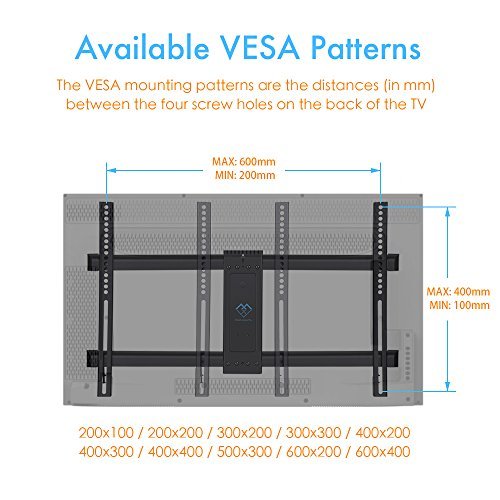 Available VESA Patterns
The VESA mounting patterns are the distances (in mm)
between the four screw holes on the back of the TV
MAX: 600mm
MIN: 200mm
MAX: 400mm
MIN: 100mm
200x100 / 200x200 / 300x200 / 300x300 / 400x200
400x300 / 400x400 / 500x300 / 600x200 / 600x400